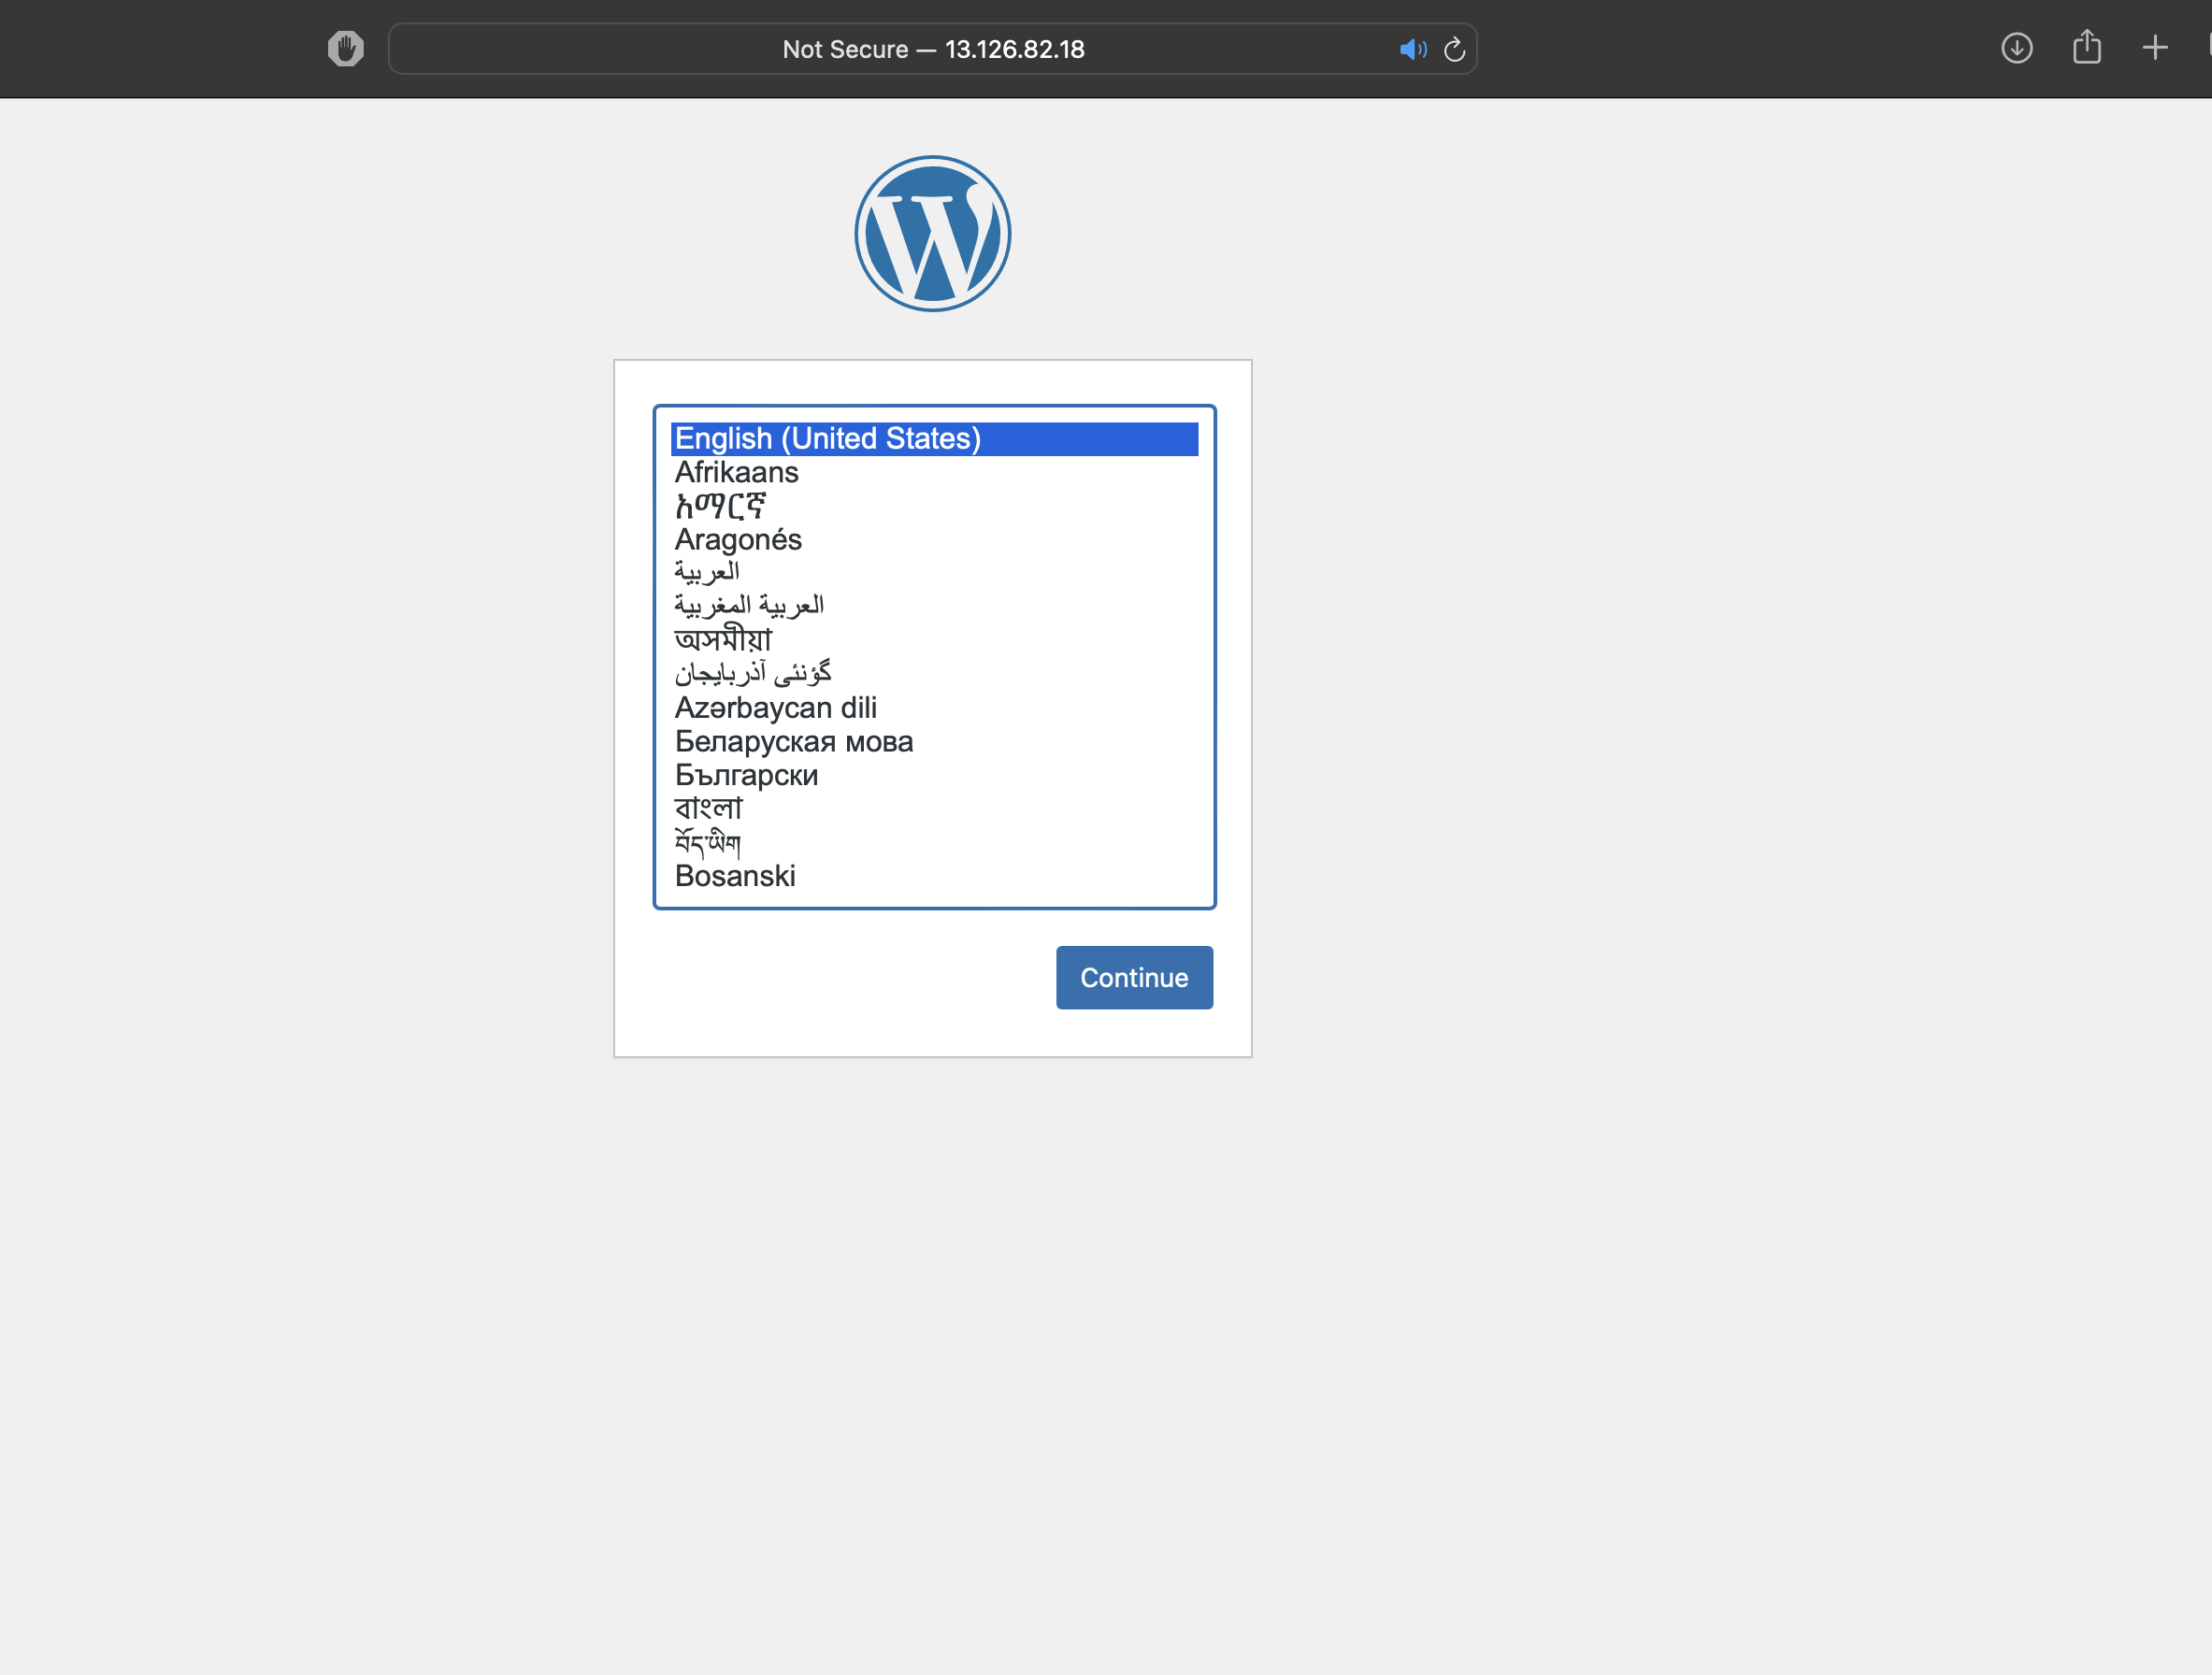 Not Secure — 13.126.82.18
English (United States)
Afrikaans
አማርኛ
Aragonés
العربية
العربية المغربية
অসমীয়া
گؤنئی آذربایجان
Azərbaycan dili
Беларуская мова
Български
বাংলা
བོད་ཡིག
Bosanski
Continue